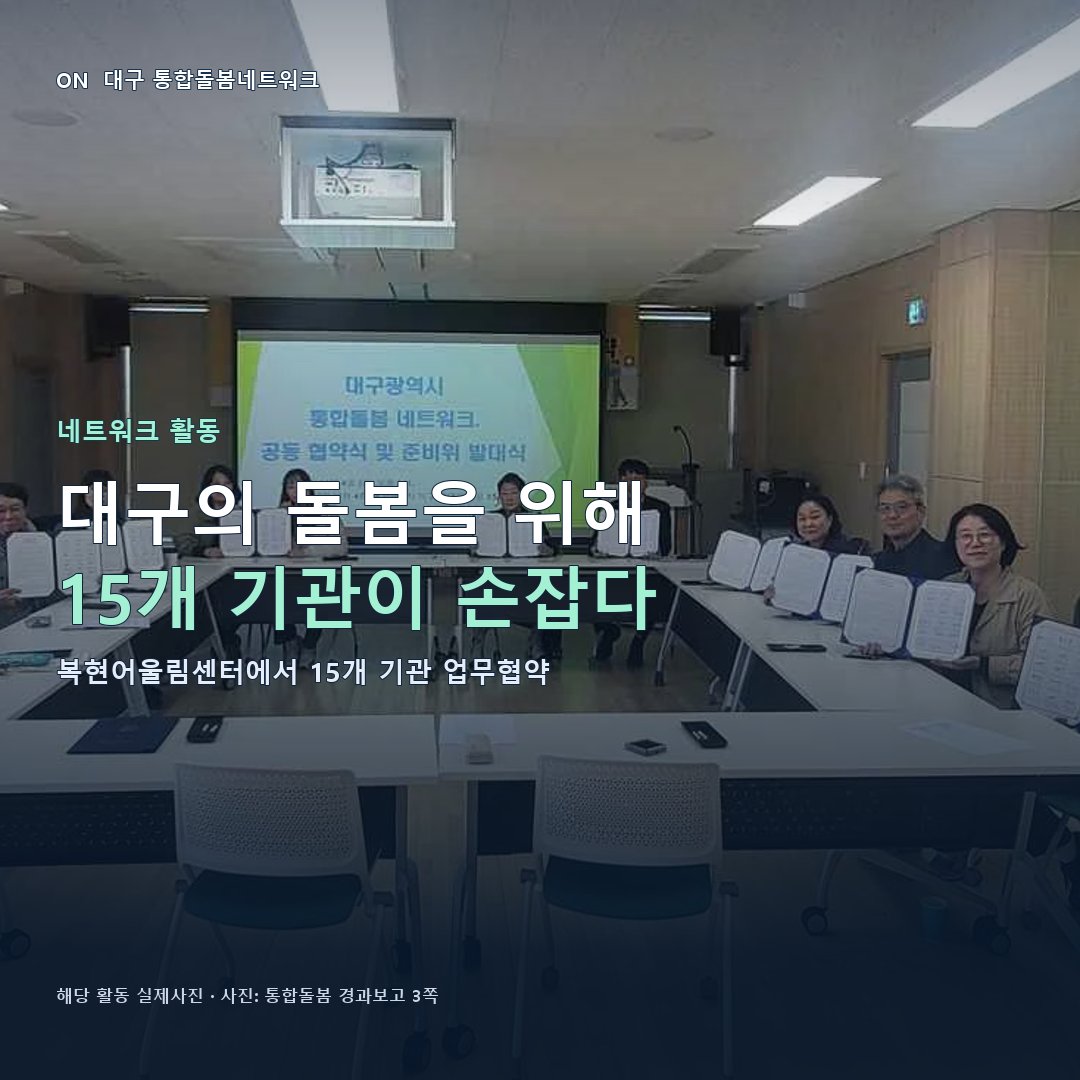 ON 대구 통합돌봄네트워크
대구광역시
통합돌봄 네트워크
공동 협약식 및 준비위 발대식
네트워크 활동
대구의 돌봄을 위해
15개 기관이 손잡다
복현어울림센터에서 15개 기관 업무협약
해당 활동 실제사진 · 사진: 통합돌봄 경과보고 3쪽